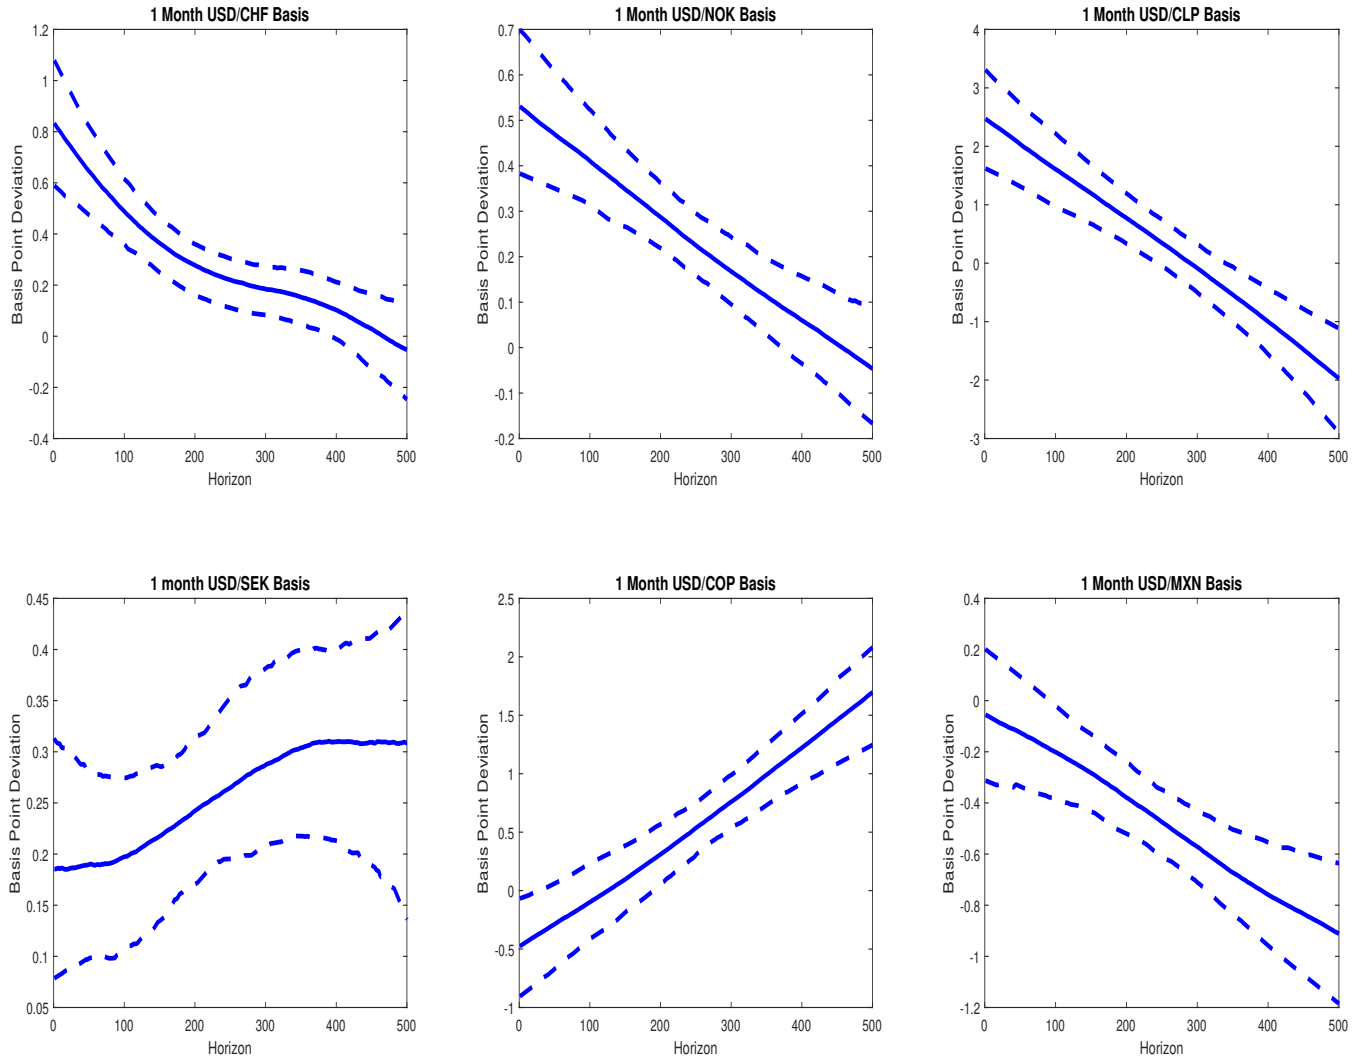 1 Month USD/CHF Basis
1.2
1
0.8
0.6
0.4
0.2
0
-0.2
-0.4
Basis Point Deviation
0 100 200 300 400 500
Horizon
1 Month USD/NOK Basis
0.7
0.6
0.5
0.4
0.3
0.2
0.1
0
-0.1
-0.2
Basis Point Deviation
0 100 200 300 400 500
Horizon
1 Month USD/CLP Basis
4
3
2
1
0
-1
-2
-3
Basis Point Deviation
0 100 200 300 400 500
Horizon
1 month USD/SEK Basis
0.45
0.4
0.35
0.3
0.25
0.2
0.15
0.1
0.05
Basis Point Deviation
0 100 200 300 400 500
Horizon
1 Month USD/COP Basis
2.5
2
1.5
1
0.5
0
-0.5
-1
Basis Point Deviation
0 100 200 300 400 500
Horizon
1 Month USD/MXN Basis
0.4
0.2
0
-0.2
-0.4
-0.6
-0.8
-1
-1.2
Basis Point Deviation
0 100 200 300 400 500
Horizon